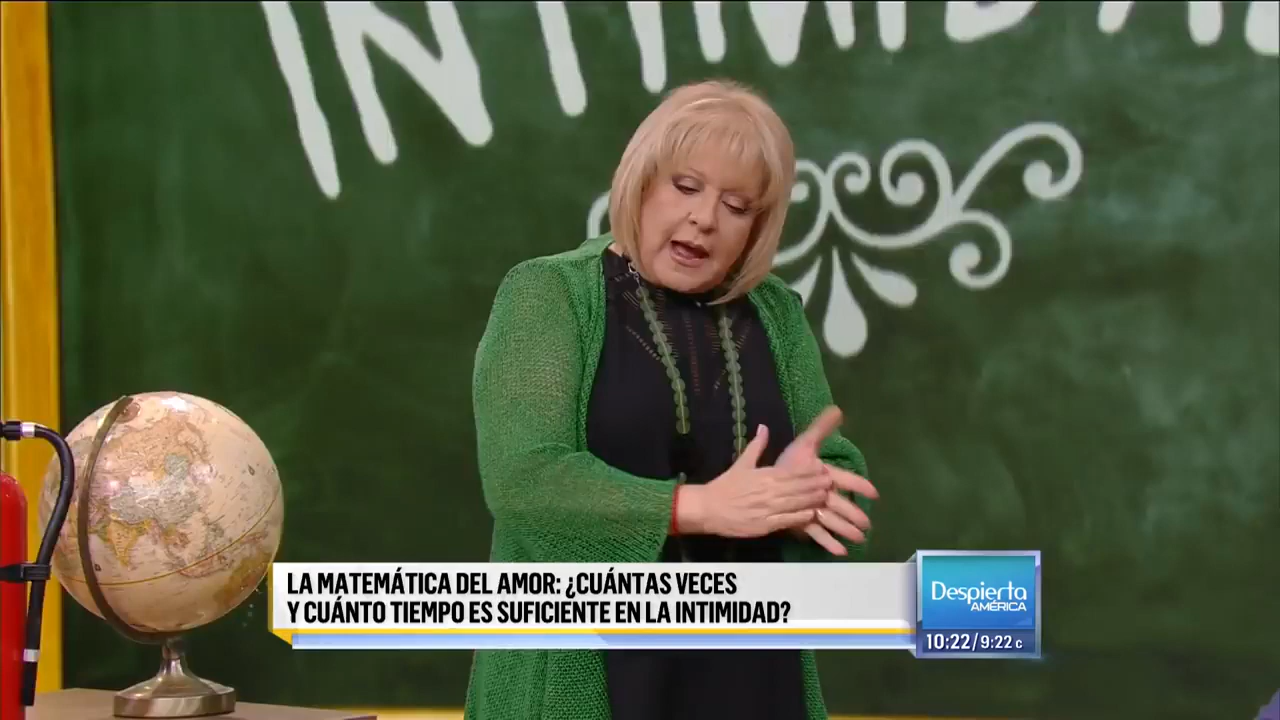 INTIMIDAD
LA MATEMÁTICA DEL AMOR: ¿CUÁNTAS VECES
Y CUÁNTO TIEMPO ES SUFICIENTE EN LA INTIMIDAD?
Despierta
AMÉRICA
10:22/9:22 c